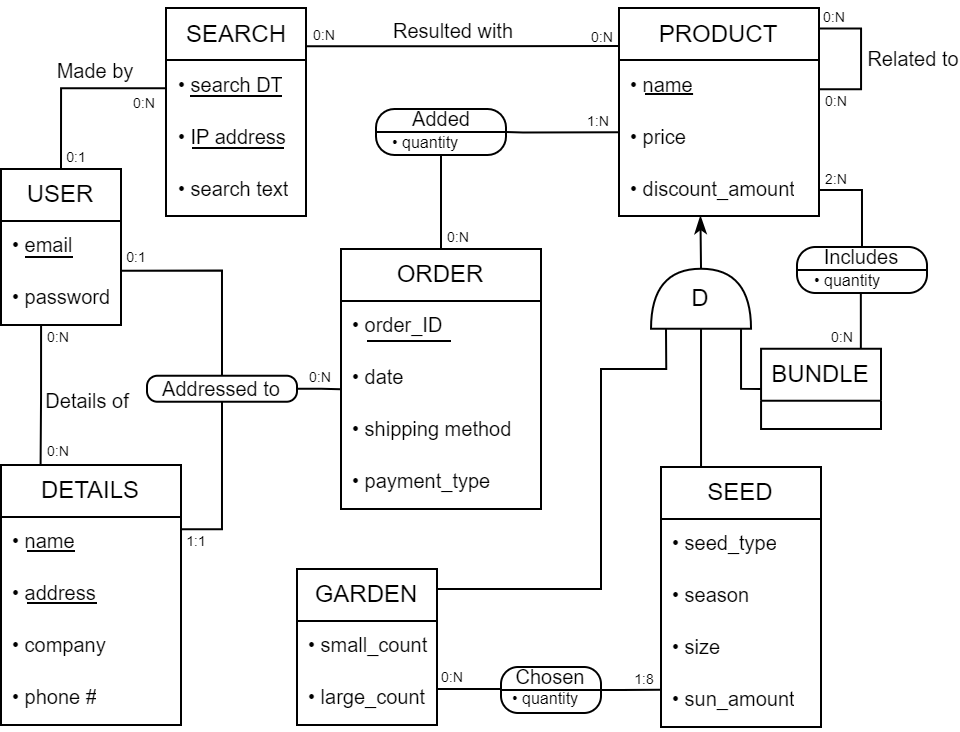 SEARCH
• search DT
• IP address
• search text
0:N
Resulted with
0:N
PRODUCT
• name
• price
• discount_amount
0:N
Related to
0:N
Made by
0:N
0:1
Added
• quantity
1:N
0:N
2:N
Includes
• quantity
0:N
USER
• email
• password
0:1
0:N
Details of
0:N
Addressed to
0:N
1:1
ORDER
• order_ID
• date
• shipping method
• payment_type
D
BUNDLE
DETAILS
• name
• address
• company
• phone #
SEED
• seed_type
• season
• size
• sun_amount
GARDEN
• small_count
• large_count
0:N
Chosen
• quantity
1:8